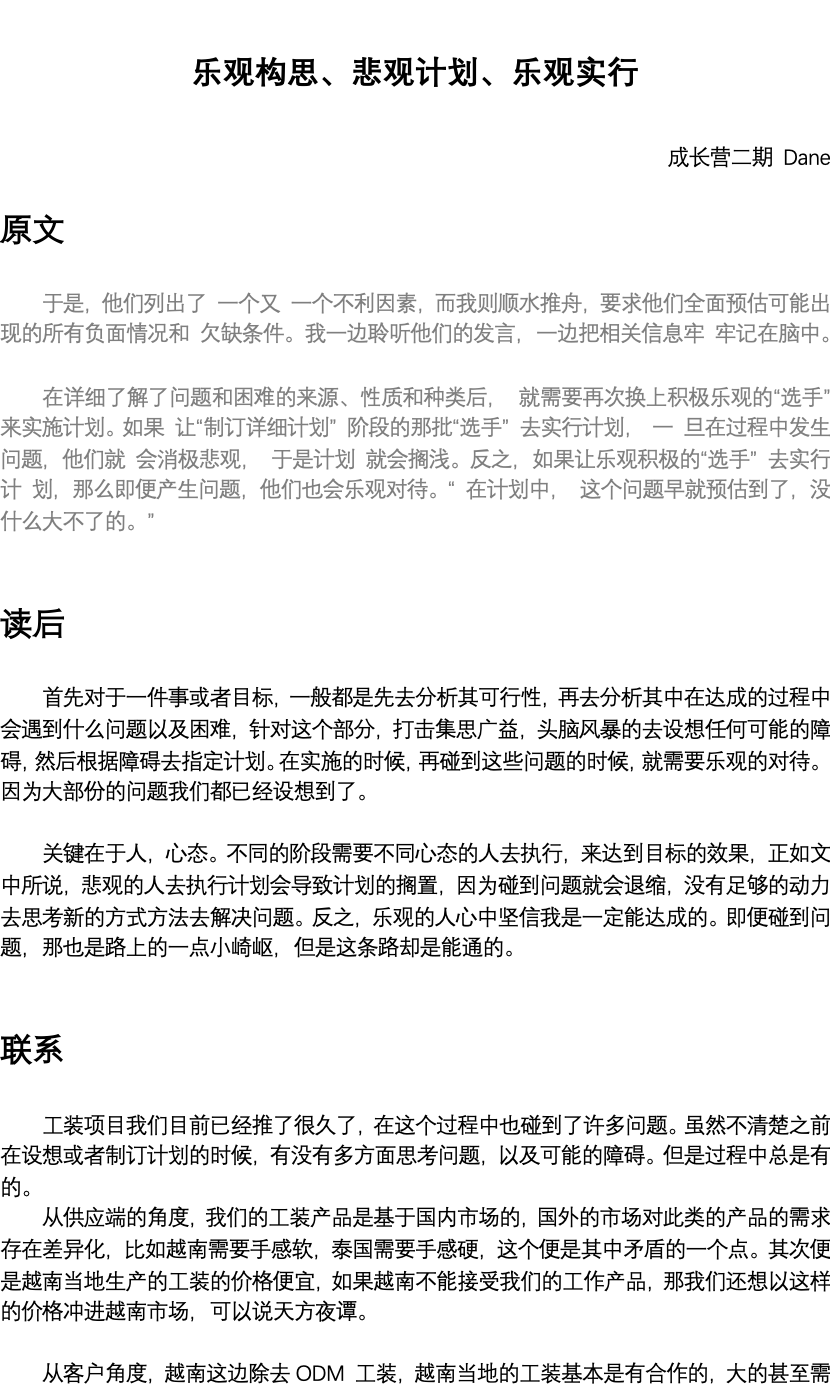 乐观构思、悲观计划、乐观实行
成长营二期 Dane
原文
于是，他们列出了 一个又 一个不利因素，而我则顺水推舟，要求他们全面预估可能出
现的所有负面情况和 欠缺条件。我一边聆听他们的发言，一边把相关信息牢 牢记在脑中。
在详细了解了问题和困难的来源、性质和种类后， 就需要再次换上积极乐观的“选手”
来实施计划。如果 让“制订详细计划” 阶段的那批“选手” 去实行计划， 一 旦在过程中发生
问题，他们就 会消极悲观， 于是计划 就会搁浅。反之，如果让乐观积极的“选手” 去实行
计 划，那么即便产生问题，他们也会乐观对待。“ 在计划中， 这个问题早就预估到了，没
什么大不了的。”
读后
首先对于一件事或者目标，一般都是先去分析其可行性，再去分析其中在达成的过程中
会遇到什么问题以及困难，针对这个部分，打击集思广益，头脑风暴的去设想任何可能的障
碍，然后根据障碍去指定计划。在实施的时候，再碰到这些问题的时候，就需要乐观的对待。
因为大部份的问题我们都已经设想到了。
关键在于人，心态。不同的阶段需要不同心态的人去执行，来达到目标的效果，正如文
中所说，悲观的人去执行计划会导致计划的搁置，因为碰到问题就会退缩，没有足够的动力
去思考新的方式方法去解决问题。反之，乐观的人心中坚信我是一定能达成的。即便碰到问
题，那也是路上的一点小崎岖，但是这条路却是能通的。
联系
工装项目我们目前已经推了很久了，在这个过程中也碰到了许多问题。虽然不清楚之前
在设想或者制订计划的时候，有没有多方面思考问题，以及可能的障碍。但是过程中总是有
的。
从供应端的角度，我们的工装产品是基于国内市场的，国外的市场对此类的产品的需求
存在差异化，比如越南需要手感软，泰国需要手感硬，这个便是其中矛盾的一个点。其次便
是越南当地生产的工装的价格便宜，如果越南不能接受我们的工作产品，那我们还想以这样
的价格冲进越南市场，可以说天方夜谭。
从客户角度，越南这边除去 ODM 工装，越南当地的工装基本是有合作的，大的甚至需